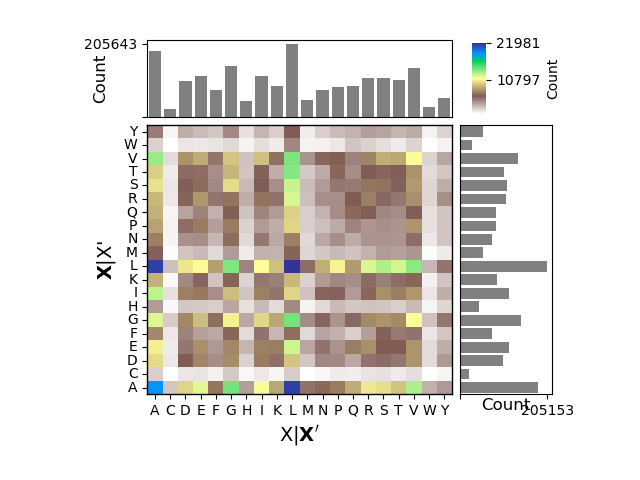 205643
Count
21981
10797
Count
Y
W
V
T
S
R
Q
P
N
M
L
K
I
H
G
F
E
D
C
A
X|X'
A C D E F G H I K L M N P Q R S T V W Y
X|X′
Count
205153